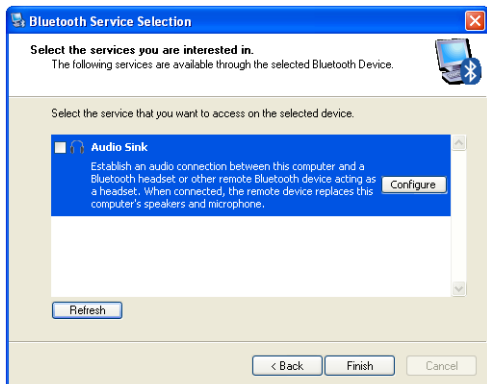 Bluetooth Service Selection
Select the services you are interested in.
The following services are available through the selected Bluetooth Device.
Select the service that you want to access on the selected device.
Audio Sink
Establish an audio connection between this computer and a
Bluetooth headset or other remote Bluetooth device acting as
a headset. When connected, the remote device replaces this
computer's speakers and microphone.
Configure
Refresh
< Back
Finish
Cancel